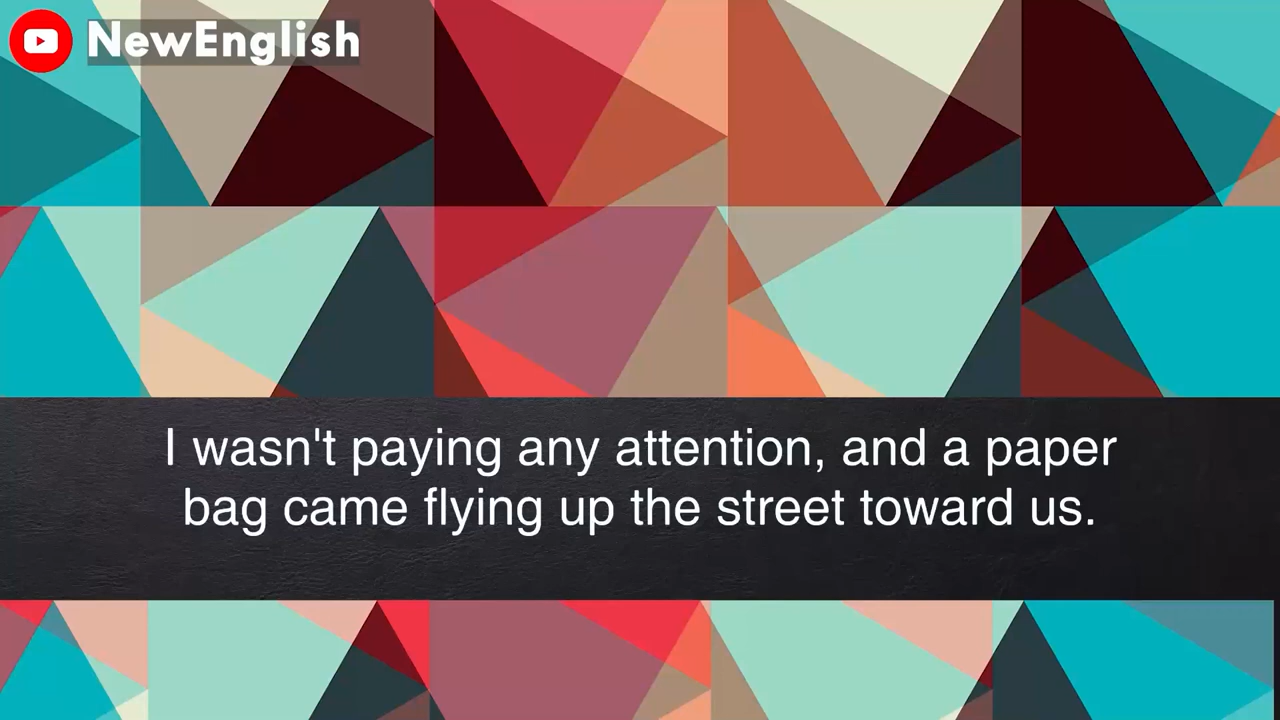 NewEnglish
I wasn't paying any attention, and a paper
bag came flying up the street toward us.